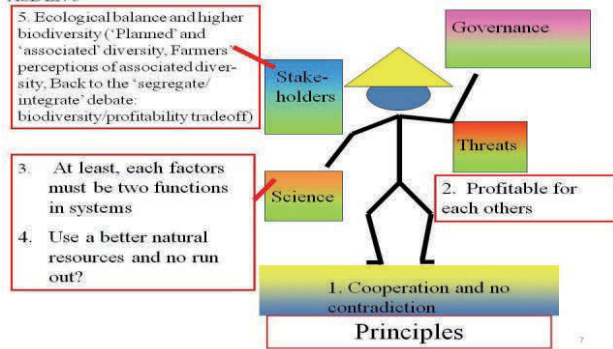 5. Ecological balance and higher
biodiversity (‘Planned’ and
‘associated’ diversity, Farmers’
perceptions of associated diver-
sity, Back to the ‘segregate/
integrate’ debate:
biodiversity/profitability tradeoff)
Stake-
holders
Governance
Threats
3. At least, each factors
must be two functions
in systems
4. Use a better natural
resources and no run
out?
Science
2. Profitable for
each others
1. Cooperation and no
contradiction
Principles
7